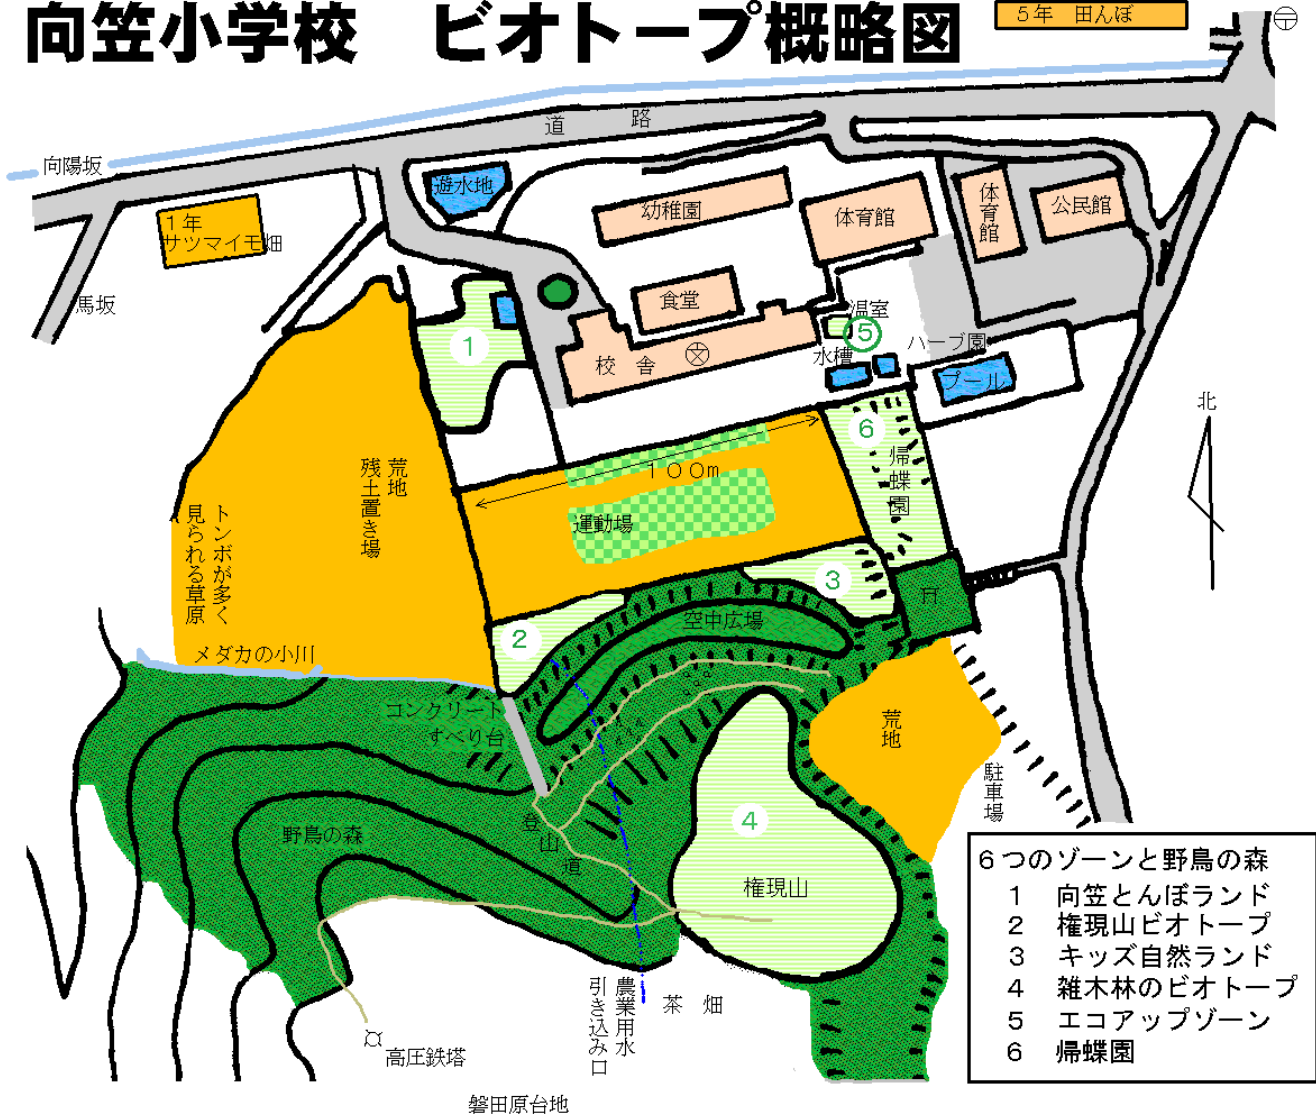 向笠小学校 ビオトープ概略図
5年 田んぼ
道 路
向陽坂
遊水地
幼稚園
体育館
体育館
公民館
1年
サツマイモ畑
馬坂
食堂
温室
1
5
校 舎
水槽
ハーブ園
プール
北
6
帰蝶園
100m
運動場
荒地
残土置き場
トンボが多く
見られる草原
3
2
空中広場
メダカの小川
コンクリート
すべり台
荒地
駐車場
4
登山道
野鳥の森
権現山
6つのゾーンと野鳥の森
1 向笠とんぼランド
2 権現山ビオトープ
3 キッズ自然ランド
4 雑木林のビオトープ
5 エコアップゾーン
6 帰蝶園
農業用水
引き込み口
茶 畑
高圧鉄塔
磐田原台地